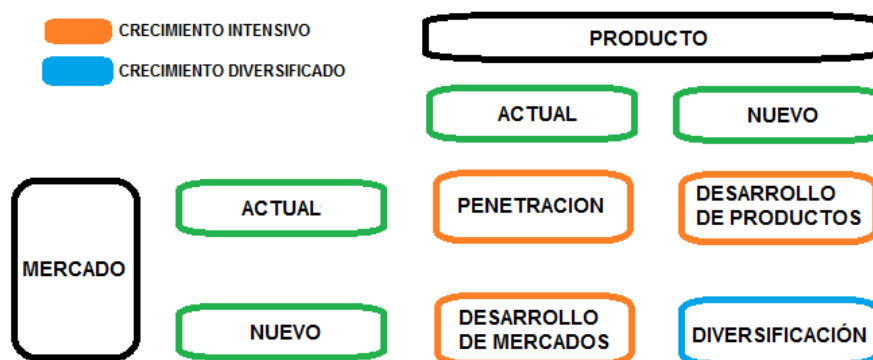 CRECIMIENTO INTENSIVO
CRECIMIENTO DIVERSIFICADO
PRODUCTO
ACTUAL
NUEVO
MERCADO
ACTUAL
PENETRACION
DESARROLLO
DE PRODUCTOS
NUEVO
DESARROLLO
DE MERCADOS
DIVERSIFICACIÓN